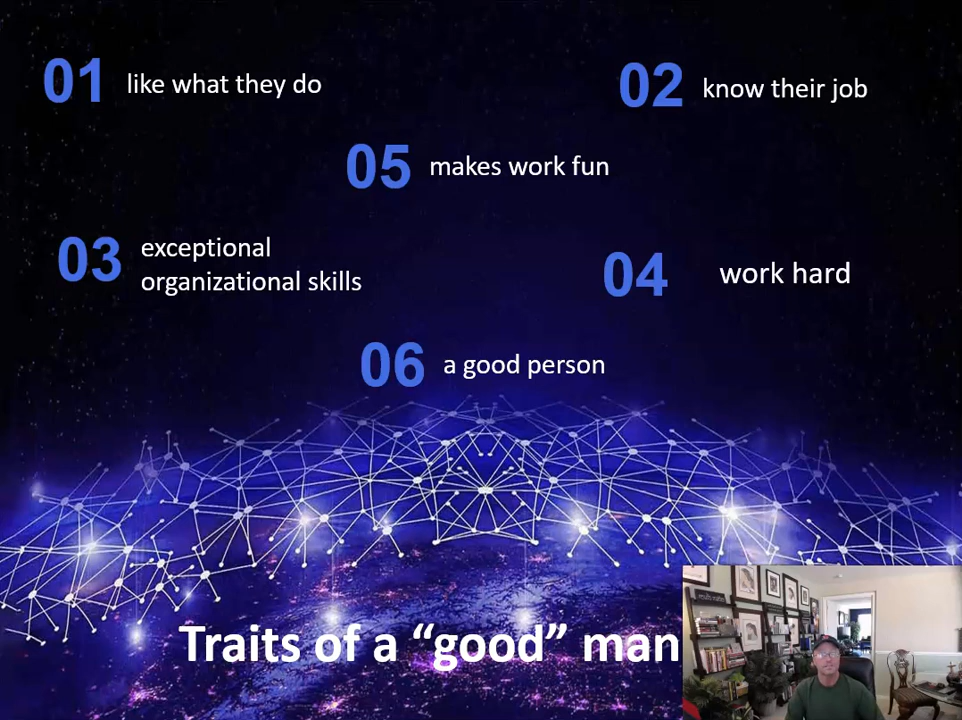 01 like what they do
02 know their job
05 makes work fun
03 exceptional
organizational skills
04 work hard
06 a good person
Traits of a “good” man